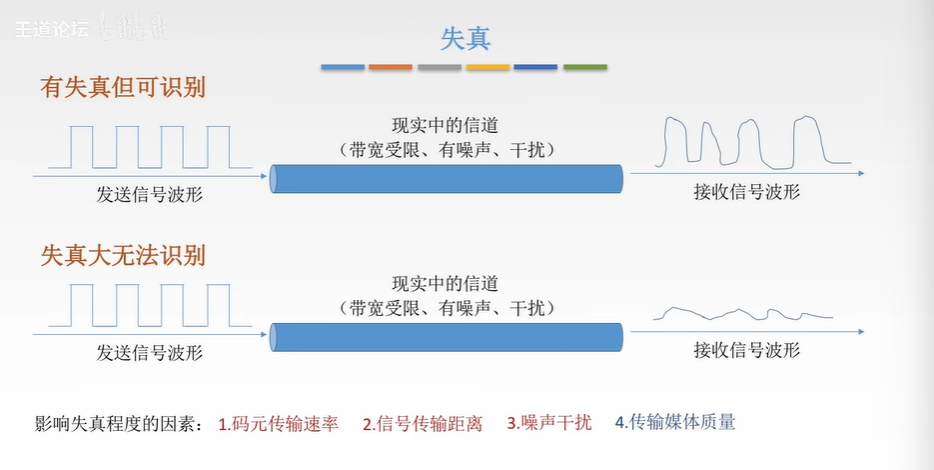 王道论坛
失真
有失真但可识别
现实中的信道
（带宽受限、有噪声、干扰）
发送信号波形
接收信号波形
失真大无法识别
现实中的信道
（带宽受限、有噪声、干扰）
发送信号波形
接收信号波形
影响失真程度的因素： 1.码元传输速率 2.信号传输距离 3.噪声干扰 4.传输媒体质量